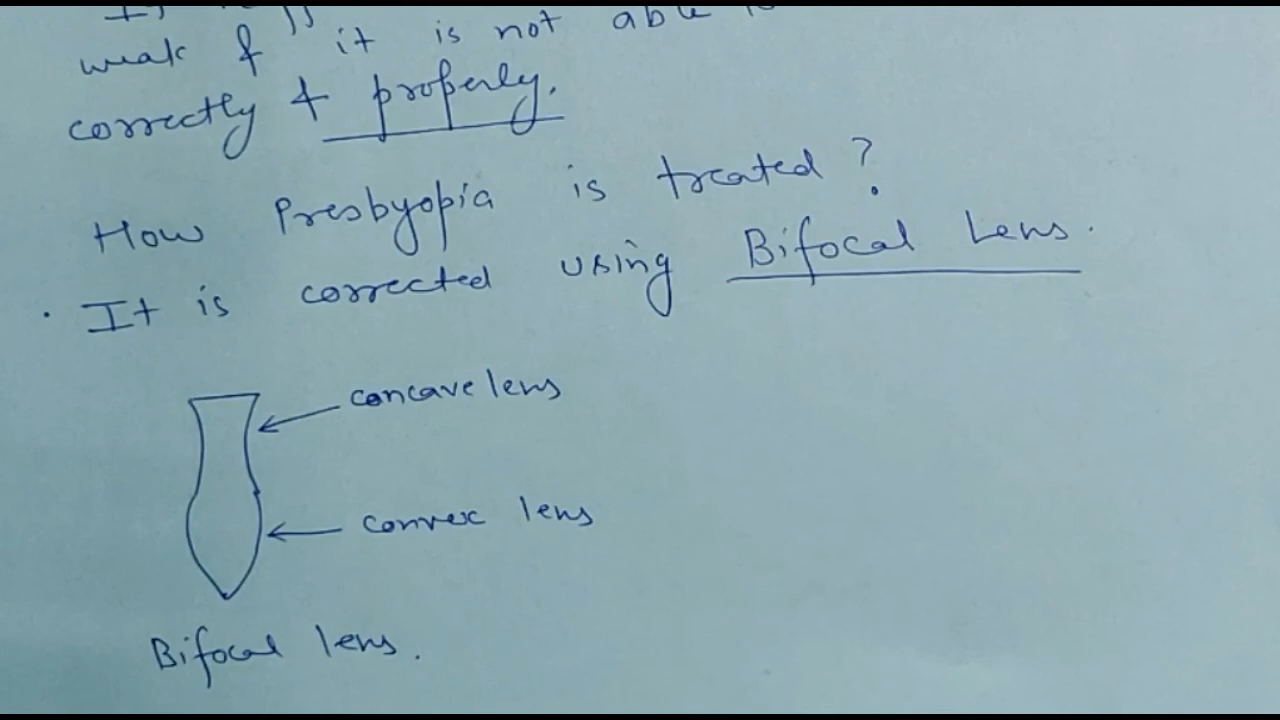 weak & it is not able
correctly & properly.
How Presbyopia is treated?
. It is corrected using Bifocal Lens.
concave lens
convex lens
Bifocal lens.